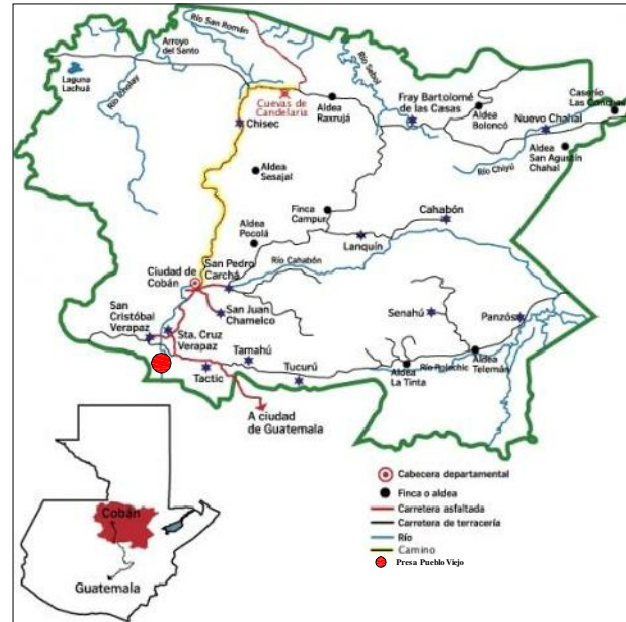 Río San Román
Arroyo
del Santo
Laguna
Lachuá
Río Chixoy
Cuevas de
Candelaria
Chisec
Aldea
Raxrujá
Río Sebol
Fray Bartolomé
de las Casas
Aldea
Boloncó
Caserío
Las Conchas
Nuevo Chahal
Aldea
San Agustín
Chahal
Río Chiyú
Aldea
Sesajal
Finca
Campur
Cahabón
Aldea
Pocolá
Lanquín
San Pedro
Carchá
Río Cahabón
Ciudad de
Cobán
San
Cristóbal
Verapaz
San Juan
Chamelco
Sta. Cruz
Verapaz
Senahú
Panzós
Tamahú
Tactic
Tucurú
Aldea
La Tinta
Río Polochic
Aldea
Telemán
A ciudad
de Guatemala
Cobán
Guatemala
Cabecera departamental
Finca o aldea
Carretera asfaltada
Carretera de terracería
Río
Camino
Presa Pueblo Viejo